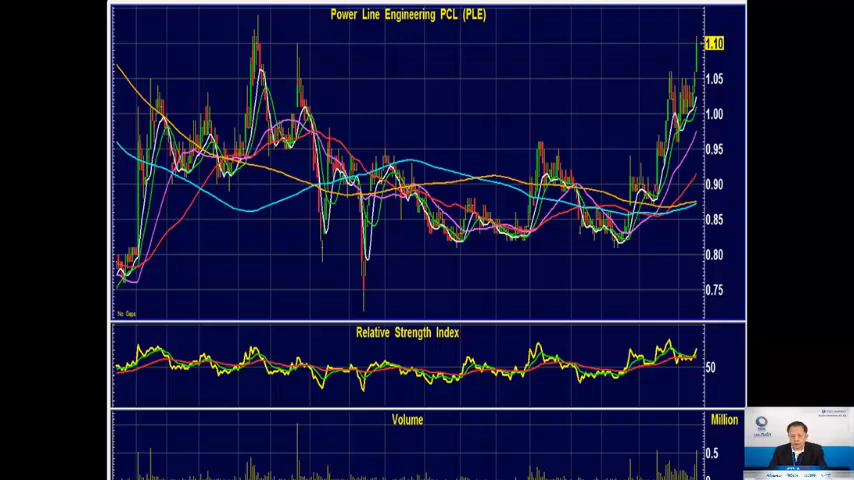 Power Line Engineering PCL (PLE)
1.10
1.05
1.00
0.95
0.90
0.85
0.80
0.75
No Gaps
Relative Strength Index
50
Volume
Million
0.5
0